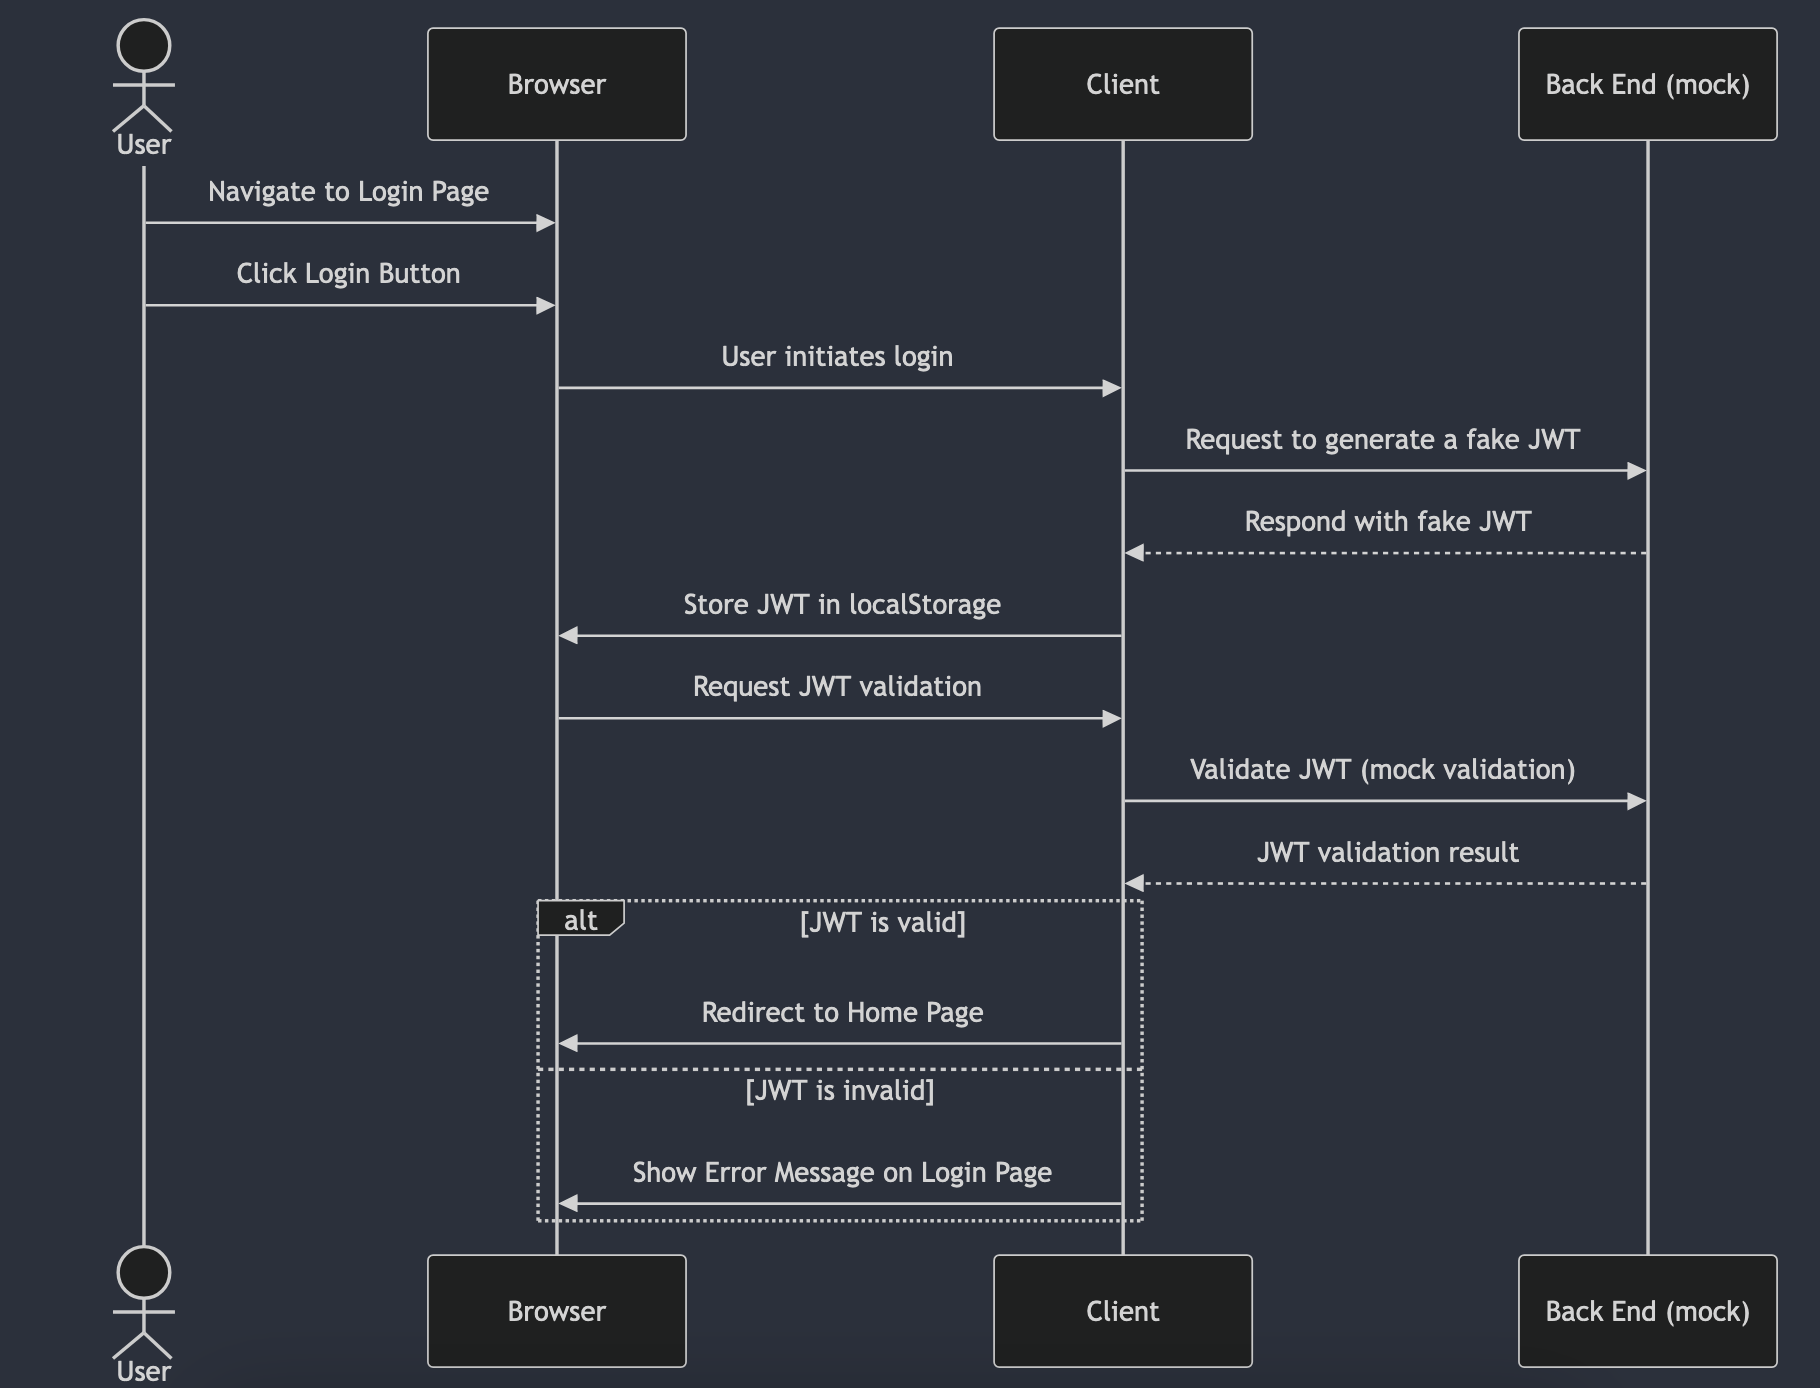 User
Browser
Client
Back End (mock)
Navigate to Login Page
Click Login Button
User initiates login
Request to generate a fake JWT
Respond with fake JWT
Store JWT in localStorage
Request JWT validation
Validate JWT (mock validation)
JWT validation result
alt
[JWT is valid]
Redirect to Home Page
[JWT is invalid]
Show Error Message on Login Page
User
Browser
Client
Back End (mock)